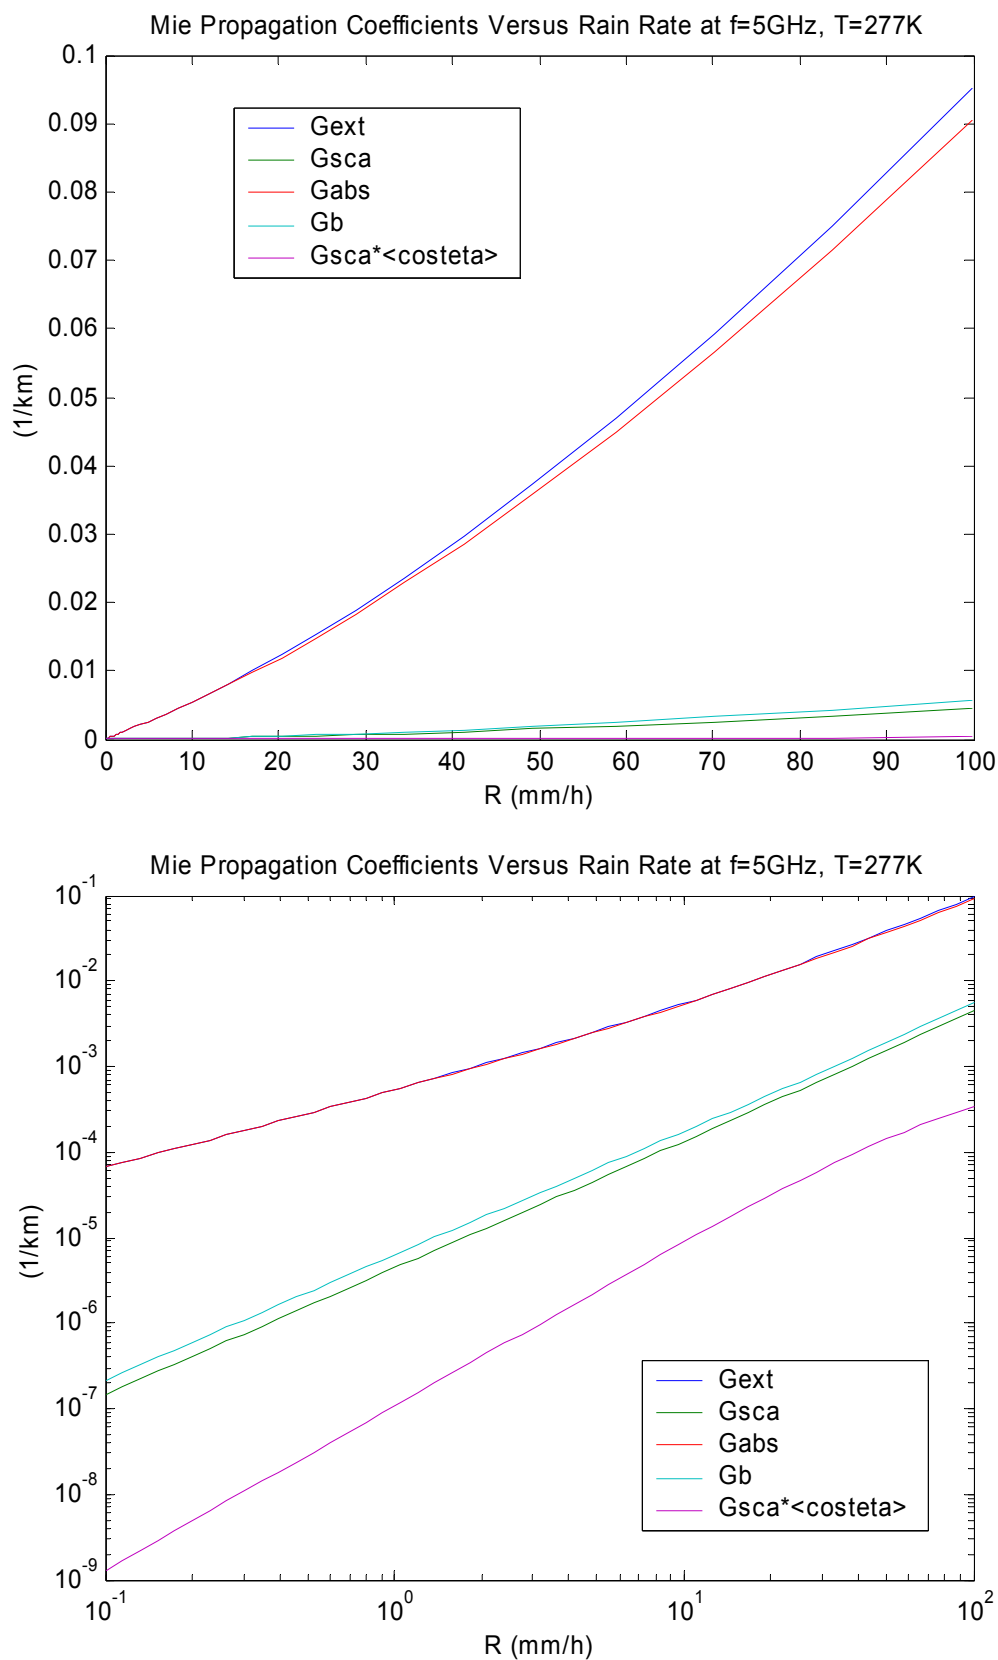 Mie Propagation Coefficients Versus Rain Rate at f=5GHz, T=277K
0.1
0.09
0.08
0.07
0.06
0.05
0.04
0.03
0.02
0.01
0
(1/km)
Gext
Gsca
Gabs
Gb
Gsca*<costeta>
0 10 20 30 40 50 60 70 80 90 100
R (mm/h)
Mie Propagation Coefficients Versus Rain Rate at f=5GHz, T=277K
10^-1
10^-2
10^-3
10^-4
10^-5
10^-6
10^-7
10^-8
10^-9
(1/km)
Gext
Gsca
Gabs
Gb
Gsca*<costeta>
10^-1 10^0 10^1 10^2
R (mm/h)